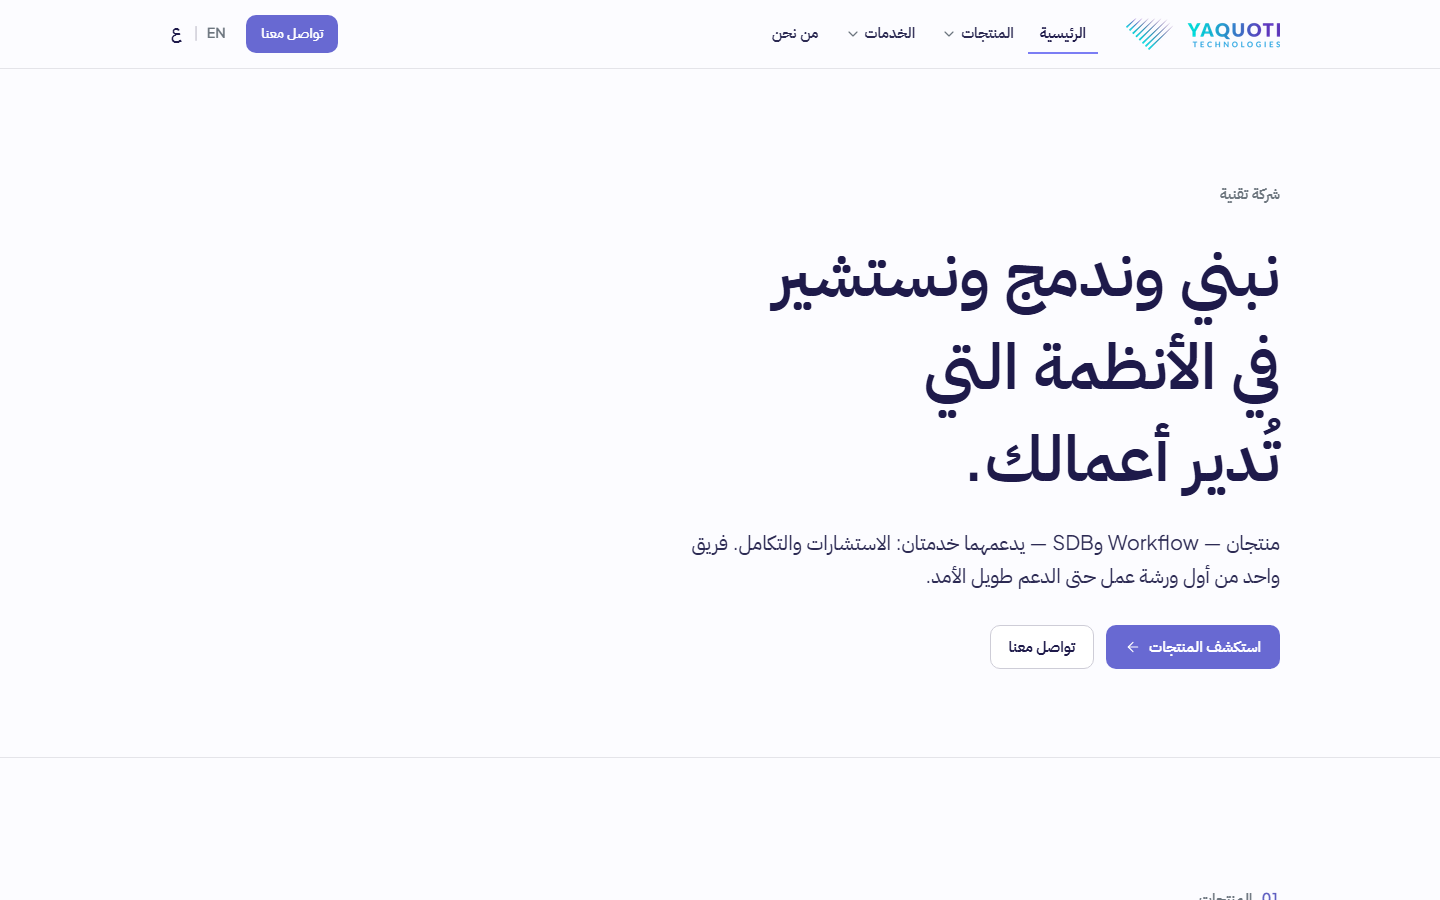 YAQUOTI
TECHNOLOGIES
الرئيسية
المنتجات
الخدمات
من نحن
تواصل معنا
EN | ع
شركة تقنية
نبني وندمج ونستشير
في الأنظمة التي
تُدير أعمالك.
منتجان — Workflow وSDB — يدعمهما خدمتان: الاستشارات والتكامل. فريق
واحد من أول ورشة عمل حتى الدعم طويل الأمد.
استكشف المنتجات ←
تواصل معنا
01 المنتجات